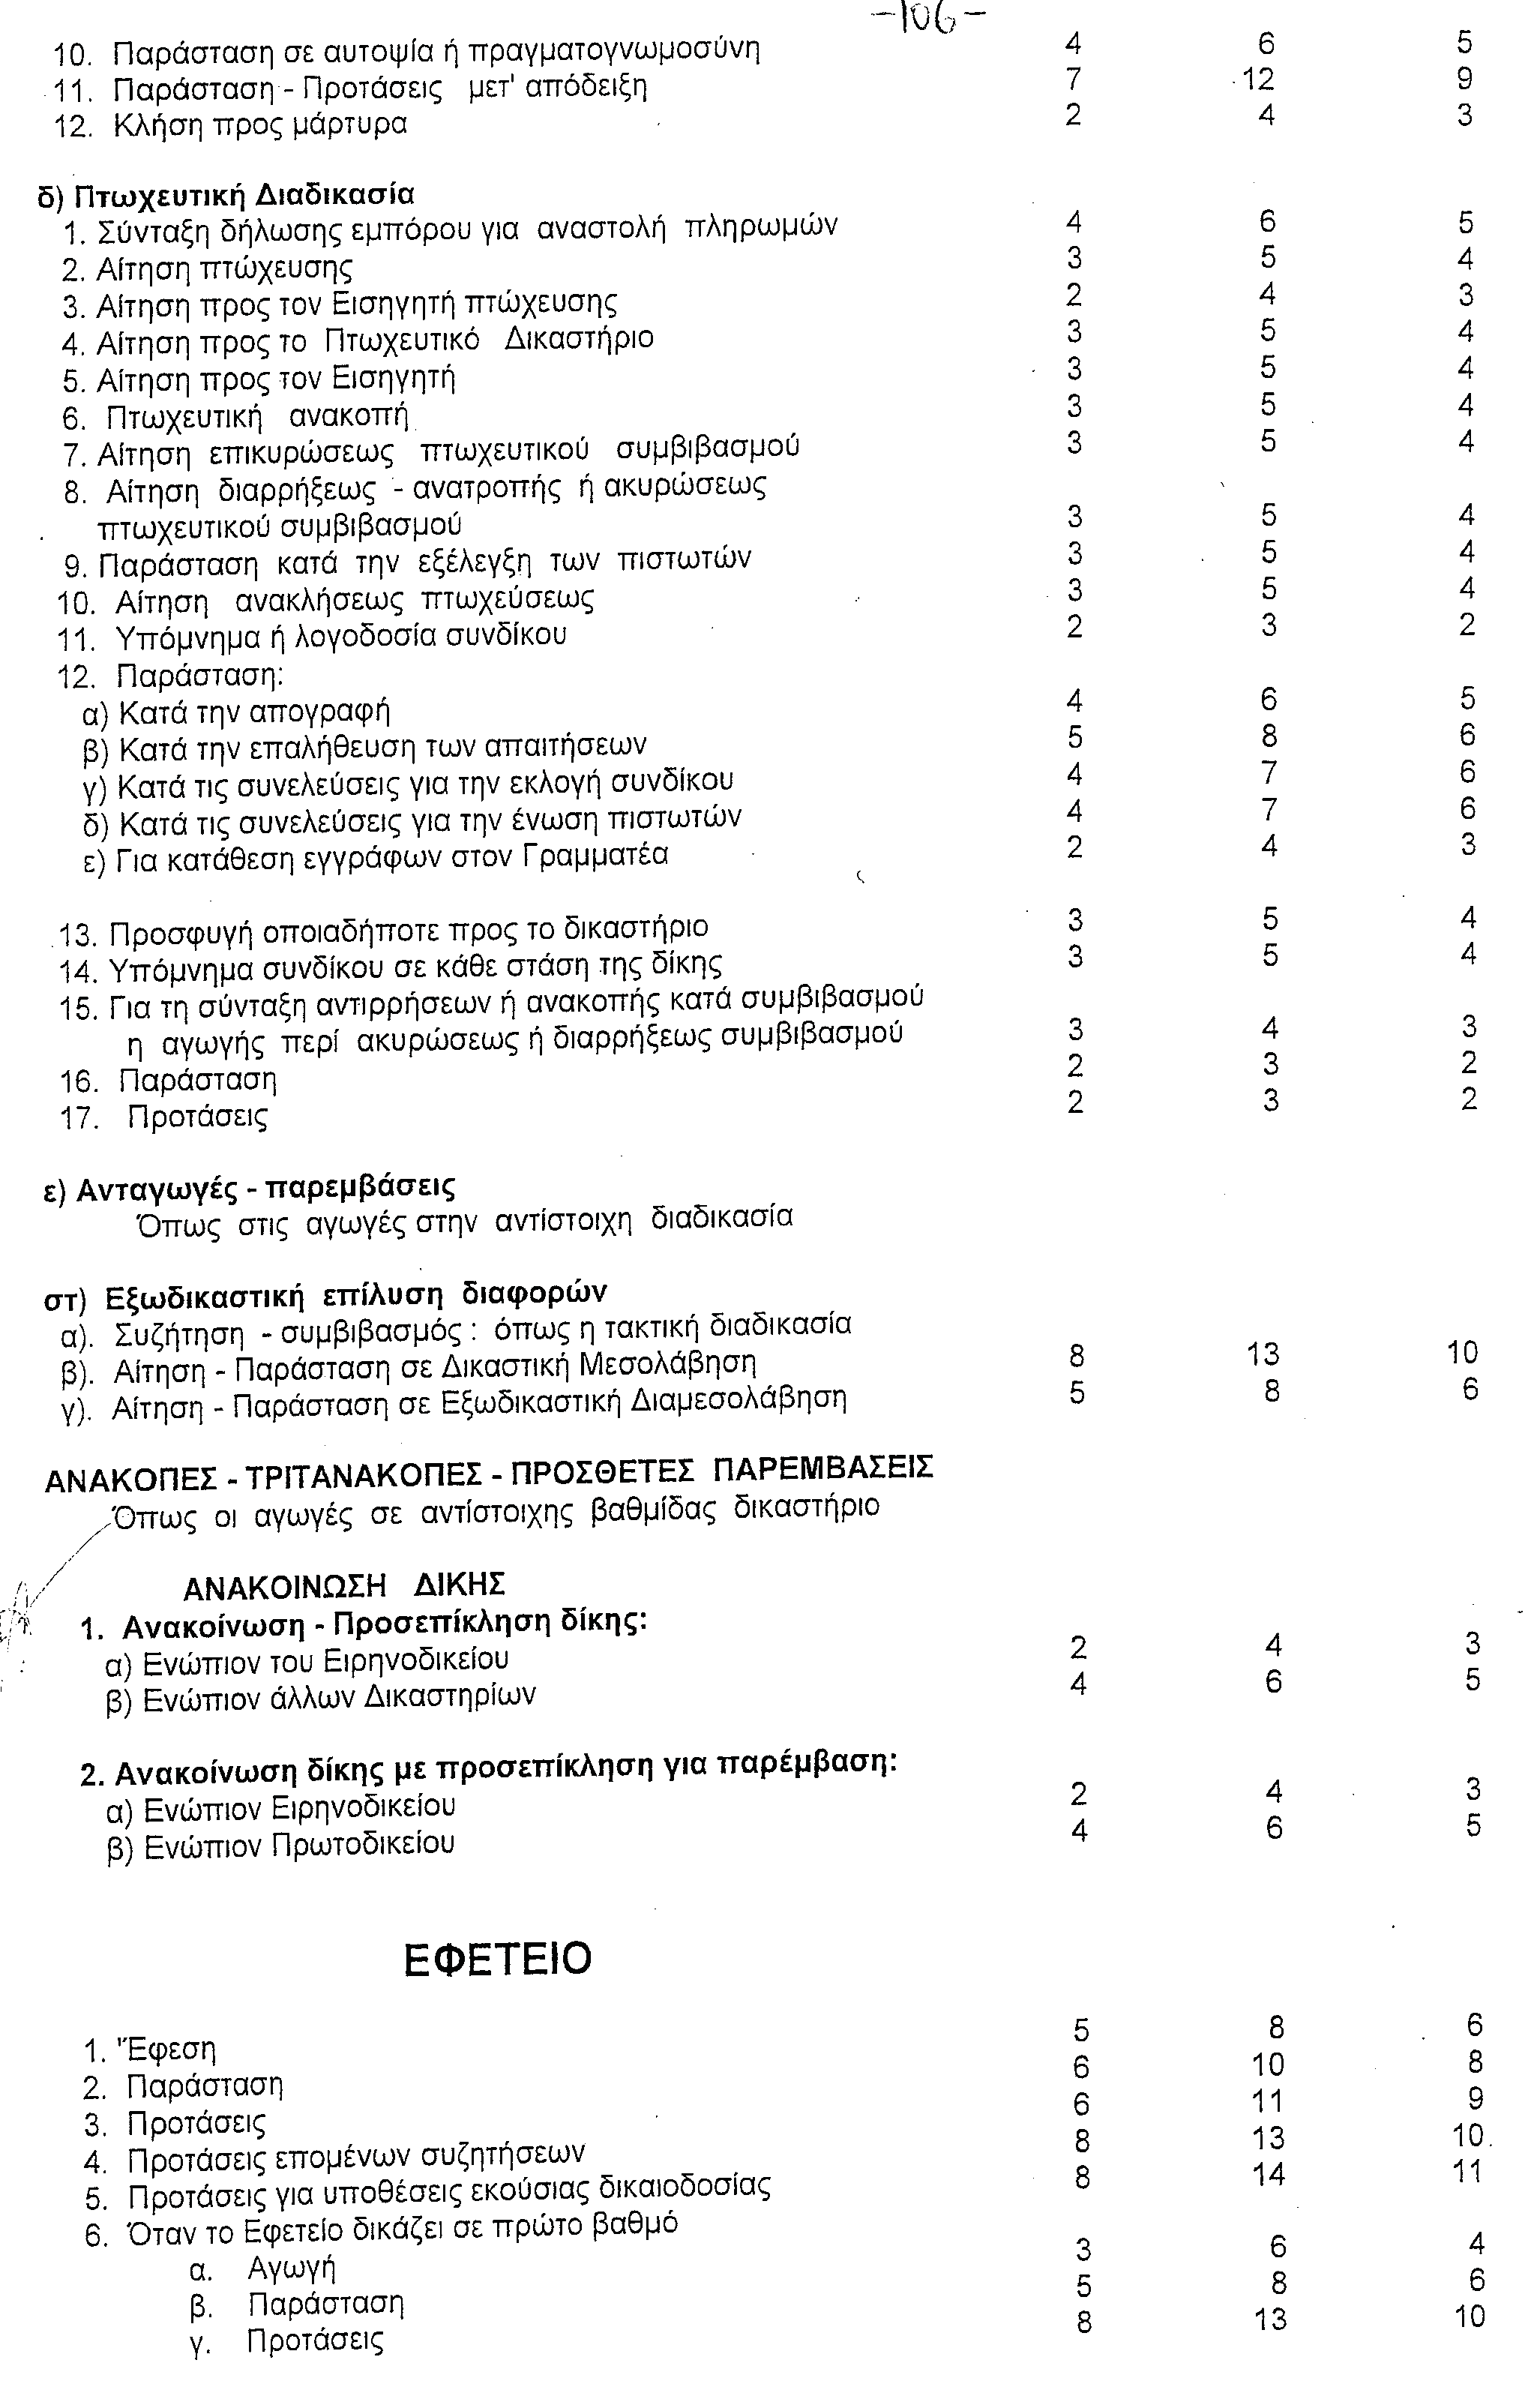 -106-
10. Παράσταση σε αυτοψία ή πραγματογνωμοσύνη 4 6 5
11. Παράσταση - Προτάσεις μετ' απόδειξη 7 12 9
12. Κλήση προς μάρτυρα 2 4 3
δ) Πτωχευτική Διαδικασία
1. Σύνταξη δήλωσης εμπόρου για αναστολή πληρωμών 4 6 5
2. Αίτηση πτώχευσης 3 5 4
3. Αίτηση προς τον Εισηγητή πτώχευσης 2 4 3
4. Αίτηση προς το Πτωχευτικό Δικαστήριο 3 5 4
5. Αίτηση προς τον Εισηγητή 3 5 4
6. Πτωχευτική ανακοπή 3 5 4
7. Αίτηση επικυρώσεως πτωχευτικού συμβιβασμού 3 5 4
8. Αίτηση διαρρήξεως - ανατροπής ή ακυρώσεως
πτωχευτικού συμβιβασμού 3 5 4
9. Παράσταση κατά την εξέλεγξη των πιστωτών 3 5 4
10. Αίτηση ανακλήσεως πτωχεύσεως 3 5 4
11. Υπόμνημα ή λογοδοσία συνδίκου 2 3 2
12. Παράσταση:
α) Κατά την απογραφή 4 6 5
β) Κατά την επαλήθευση των απαιτήσεων 5 8 6
γ) Κατά τις συνελεύσεις για την εκλογή συνδίκου 4 7 6
δ) Κατά τις συνελεύσεις για την ένωση πιστωτών 4 7 6
ε) Για κατάθεση εγγράφων στον Γραμματέα 2 4 3
13. Προσφυγή οποιαδήποτε προς το δικαστήριο 3 5 4
14. Υπόμνημα συνδίκου σε κάθε στάση της δίκης 3 5 4
15. Για τη σύνταξη αντιρρήσεων ή ανακοπής κατά συμβιβασμού
η αγωγής περί ακυρώσεως ή διαρρήξεως συμβιβασμού 3 4 3
16. Παράσταση 2 3 2
17. Προτάσεις 2 3 2
ε) Ανταγωγές - παρεμβάσεις
Όπως στις αγωγές στην αντίστοιχη διαδικασία
στ) Εξωδικαστική επίλυση διαφορών
α). Συζήτηση - συμβιβασμός : όπως η τακτική διαδικασία
β). Αίτηση - Παράσταση σε Δικαστική Μεσολάβηση 8 13 10
γ). Αίτηση - Παράσταση σε Εξωδικαστική Διαμεσολάβηση 5 8 6
ΑΝΑΚΟΠΕΣ - ΤΡΙΤΑΝΑΚΟΠΕΣ - ΠΡΟΣΘΕΤΕΣ ΠΑΡΕΜΒΑΣΕΙΣ
Όπως οι αγωγές σε αντίστοιχης βαθμίδας δικαστήριο
ΑΝΑΚΟΙΝΩΣΗ ΔΙΚΗΣ
1. Ανακοίνωση - Προσεπίκληση δίκης:
α) Ενώπιον του Ειρηνοδικείου 2 4 3
β) Ενώπιον άλλων Δικαστηρίων 4 6 5
2. Ανακοίνωση δίκης με προσεπίκληση για παρέμβαση:
α) Ενώπιον Ειρηνοδικείου 2 4 3
β) Ενώπιον Πρωτοδικείου 4 6 5
ΕΦΕΤΕΙΟ
1. Έφεση 5 8 6
2. Παράσταση 6 10 8
3. Προτάσεις 6 11 9
4. Προτάσεις επομένων συζητήσεων 8 13 10
5. Προτάσεις για υποθέσεις εκούσιας δικαιοδοσίας 8 14 11
6. Όταν το Εφετείο δικάζει σε πρώτο βαθμό
α. Αγωγή 3 6 4
β. Παράσταση 5 8 6
γ. Προτάσεις 8 13 10